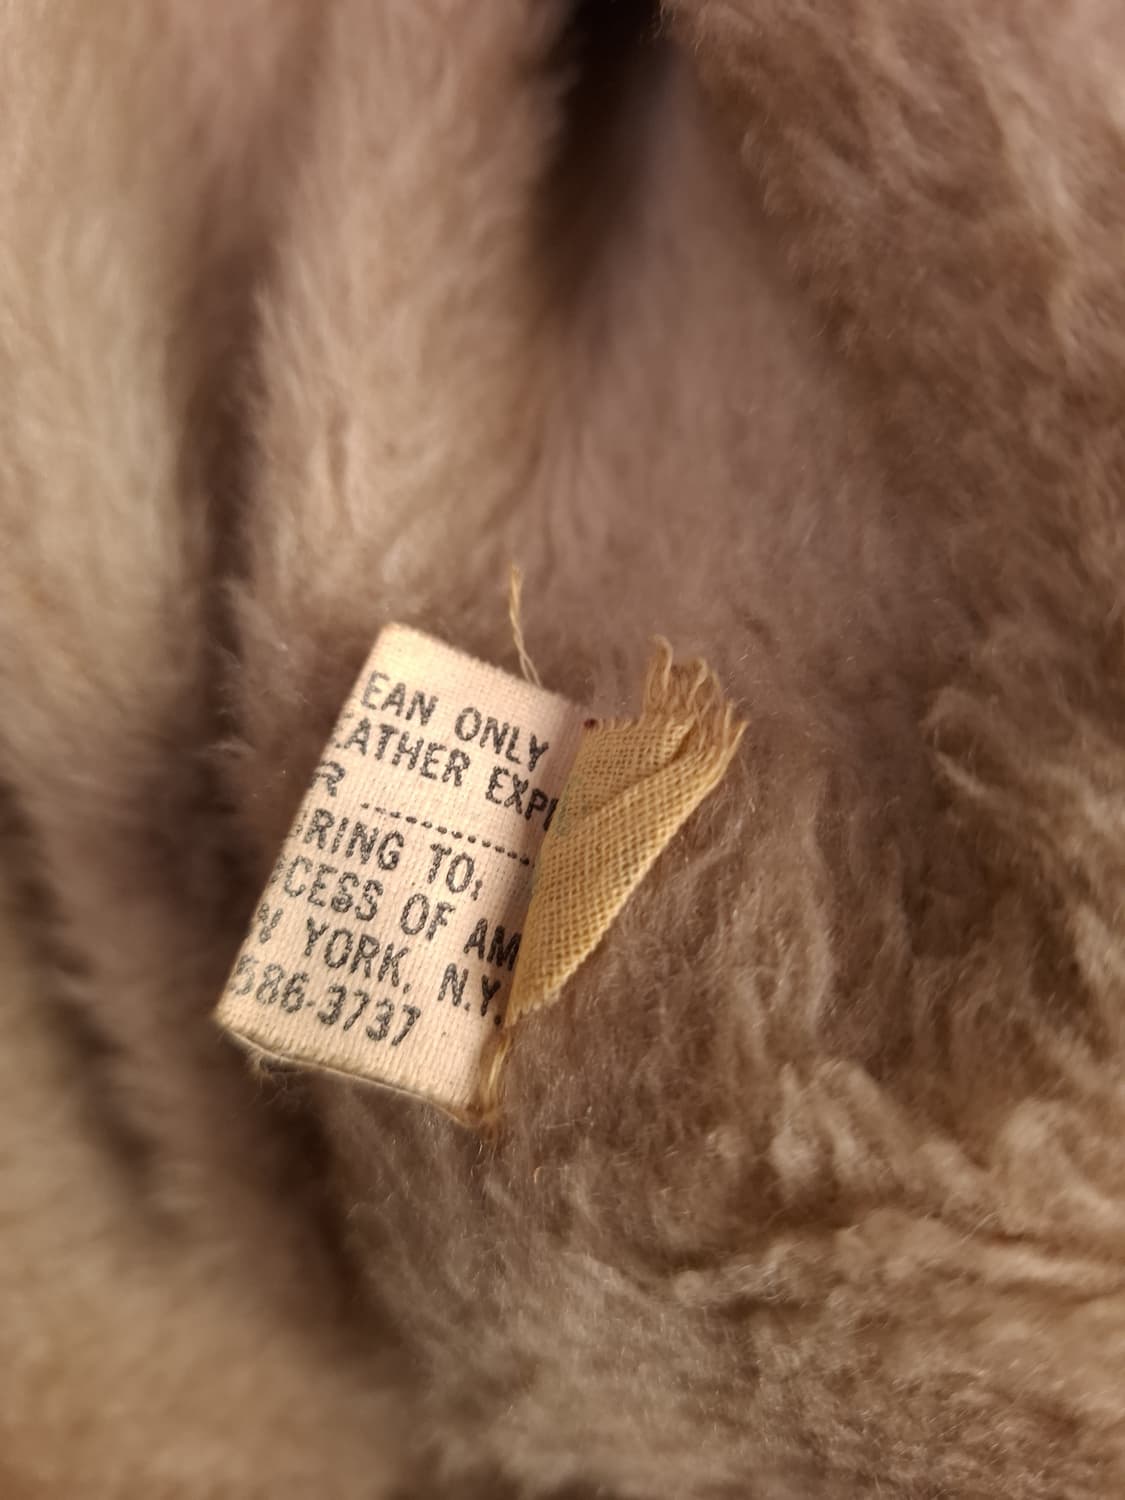 EAN ONLY
EATHER EXP
R
RING TO:
CESS OF AM
YORK, N.Y.
586-3737